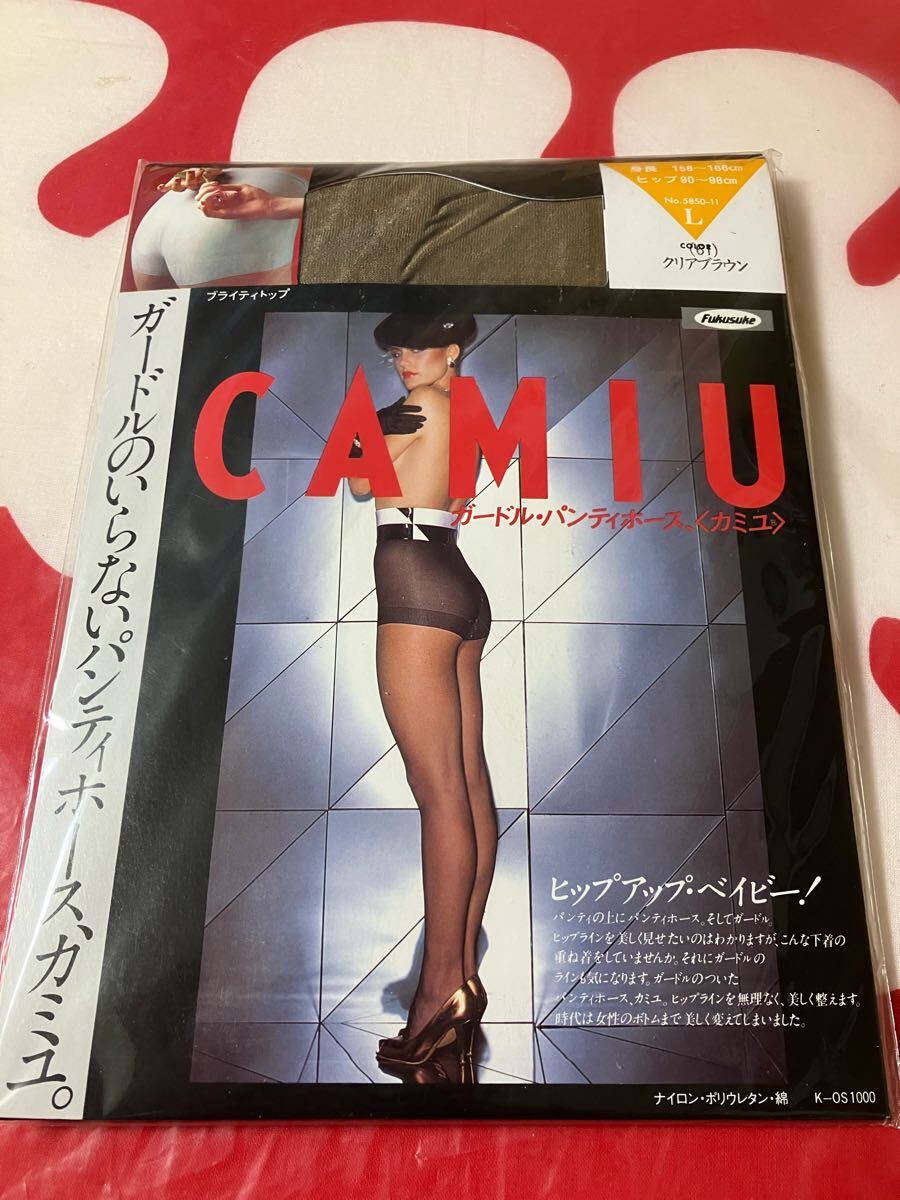 身長 158〜166cm
ヒップ 90〜98cm
No.5850-11
L
COLOR
(61)
クリアブラウン
ブライティトップ
Fukusuke
CAMIU
ガードル・パンティホース、〈カミユ®〉
ガードルのいらないパンティホース、カミユ。
ヒップアップ・ベイビー!
パンティの上にパンティホース。そしてガードル。
ヒップラインを美しく見せたいのはわかりますが、こんな下着の
重ね着をしていませんか。それにガードルの
ラインも気になります。ガードルのついた
パンティホース、カミユ。ヒップラインを無理なく、美しく整えます。
時代は女性のボトムまで美しく変えてしまいました。
ナイロン・ポリウレタン・綿 K-OS1000